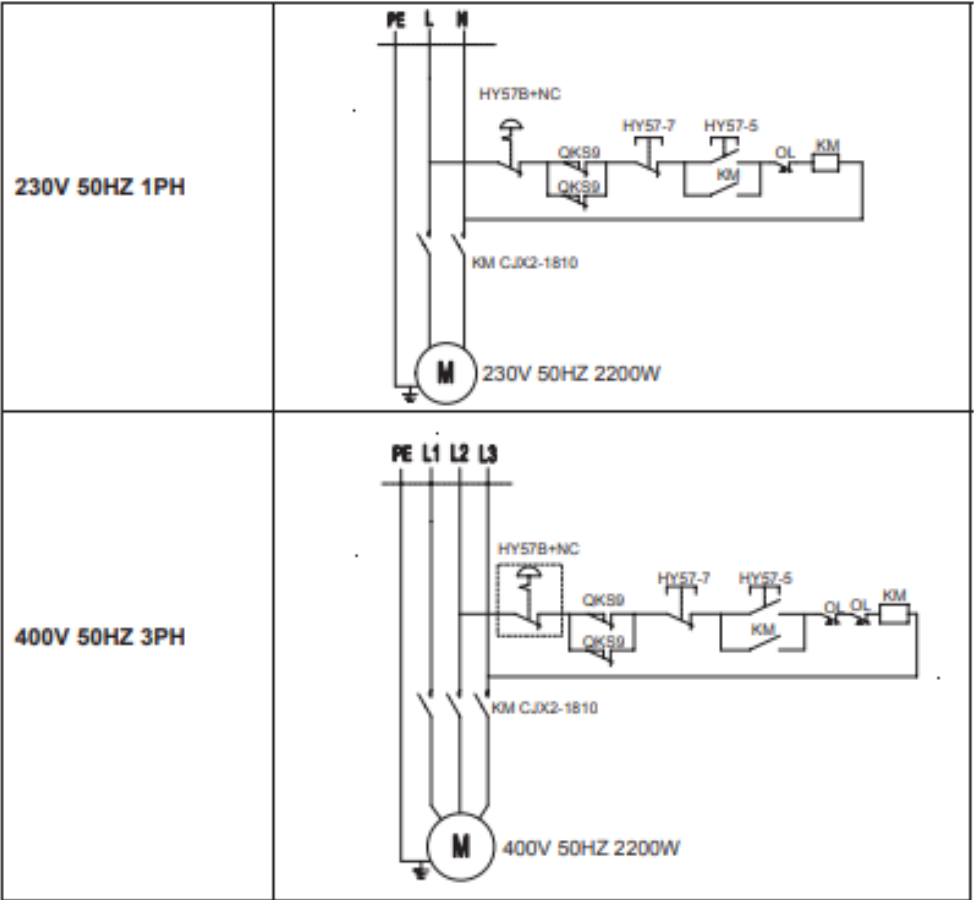 PE L N
HY57B+NC
HY57-7 HY57-5
QKS9 OL KM
230V 50HZ 1PH
QKS9 KM
KM CJX2-1810
M 230V 50HZ 2200W
PE L1 L2 L3
HY57B+NC
HY57-7 HY57-5
QKS9 OL OL KM
400V 50HZ 3PH
QKS9 KM
KM CJX2-1810
M 400V 50HZ 2200W